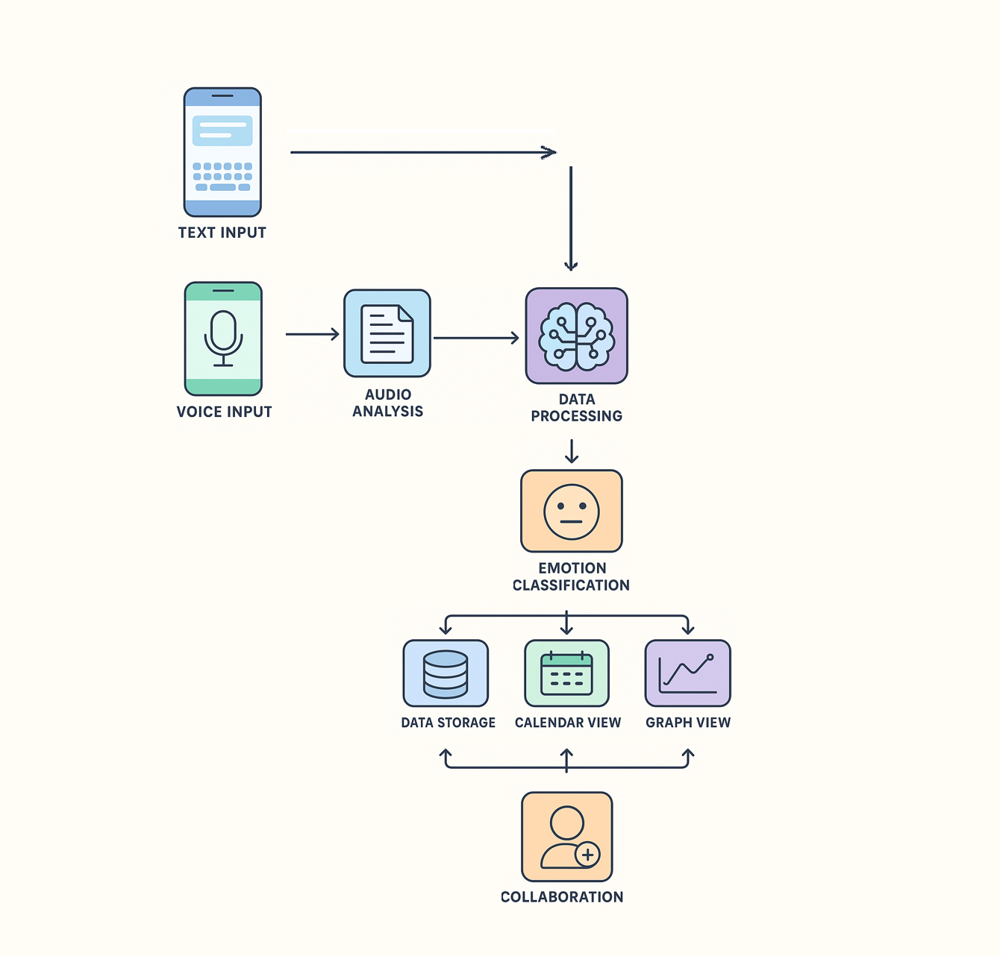 TEXT INPUT
VOICE INPUT
AUDIO
ANALYSIS
DATA
PROCESSING
EMOTION
CLASSIFICATION
DATA STORAGE
CALENDAR VIEW
GRAPH VIEW
COLLABORATION